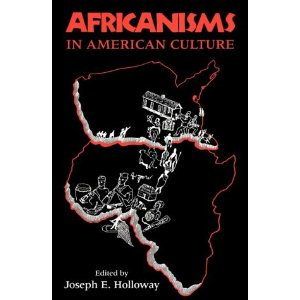 AFRICANISMS
IN AMERICAN CULTURE
Edited by
Joseph E. Holloway